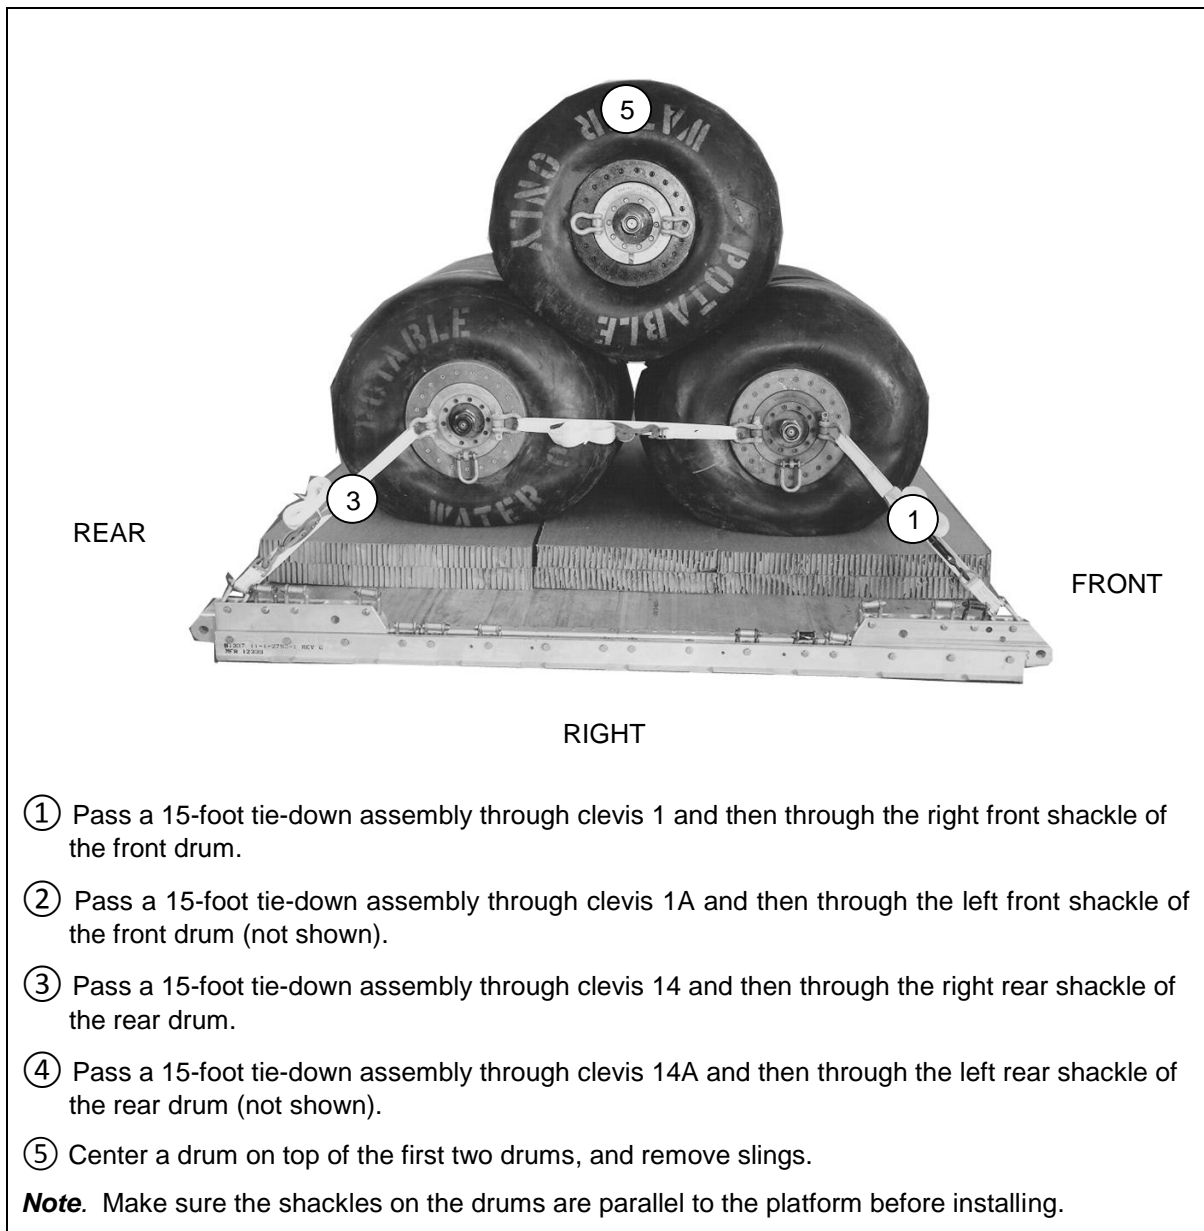 5
WATER
ONLY
POTABLE
POTABLE
WATER
3
1
REAR
FRONT
RIGHT
① Pass a 15-foot tie-down assembly through clevis 1 and then through the right front shackle of
the front drum.
② Pass a 15-foot tie-down assembly through clevis 1A and then through the left front shackle of
the front drum (not shown).
③ Pass a 15-foot tie-down assembly through clevis 14 and then through the right rear shackle of
the rear drum.
④ Pass a 15-foot tie-down assembly through clevis 14A and then through the left rear shackle of
the rear drum (not shown).
⑤ Center a drum on top of the first two drums, and remove slings.
Note. Make sure the shackles on the drums are parallel to the platform before installing.